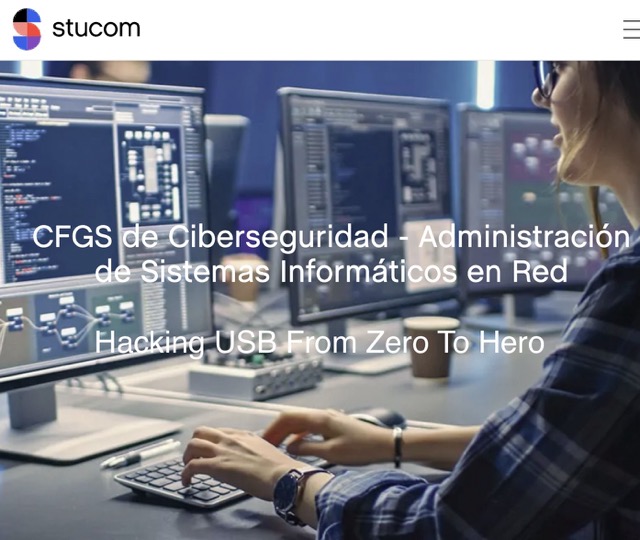 stucom
CFGS de Ciberseguridad - Administración
de Sistemas Informáticos en Red
Hacking USB From Zero To Hero